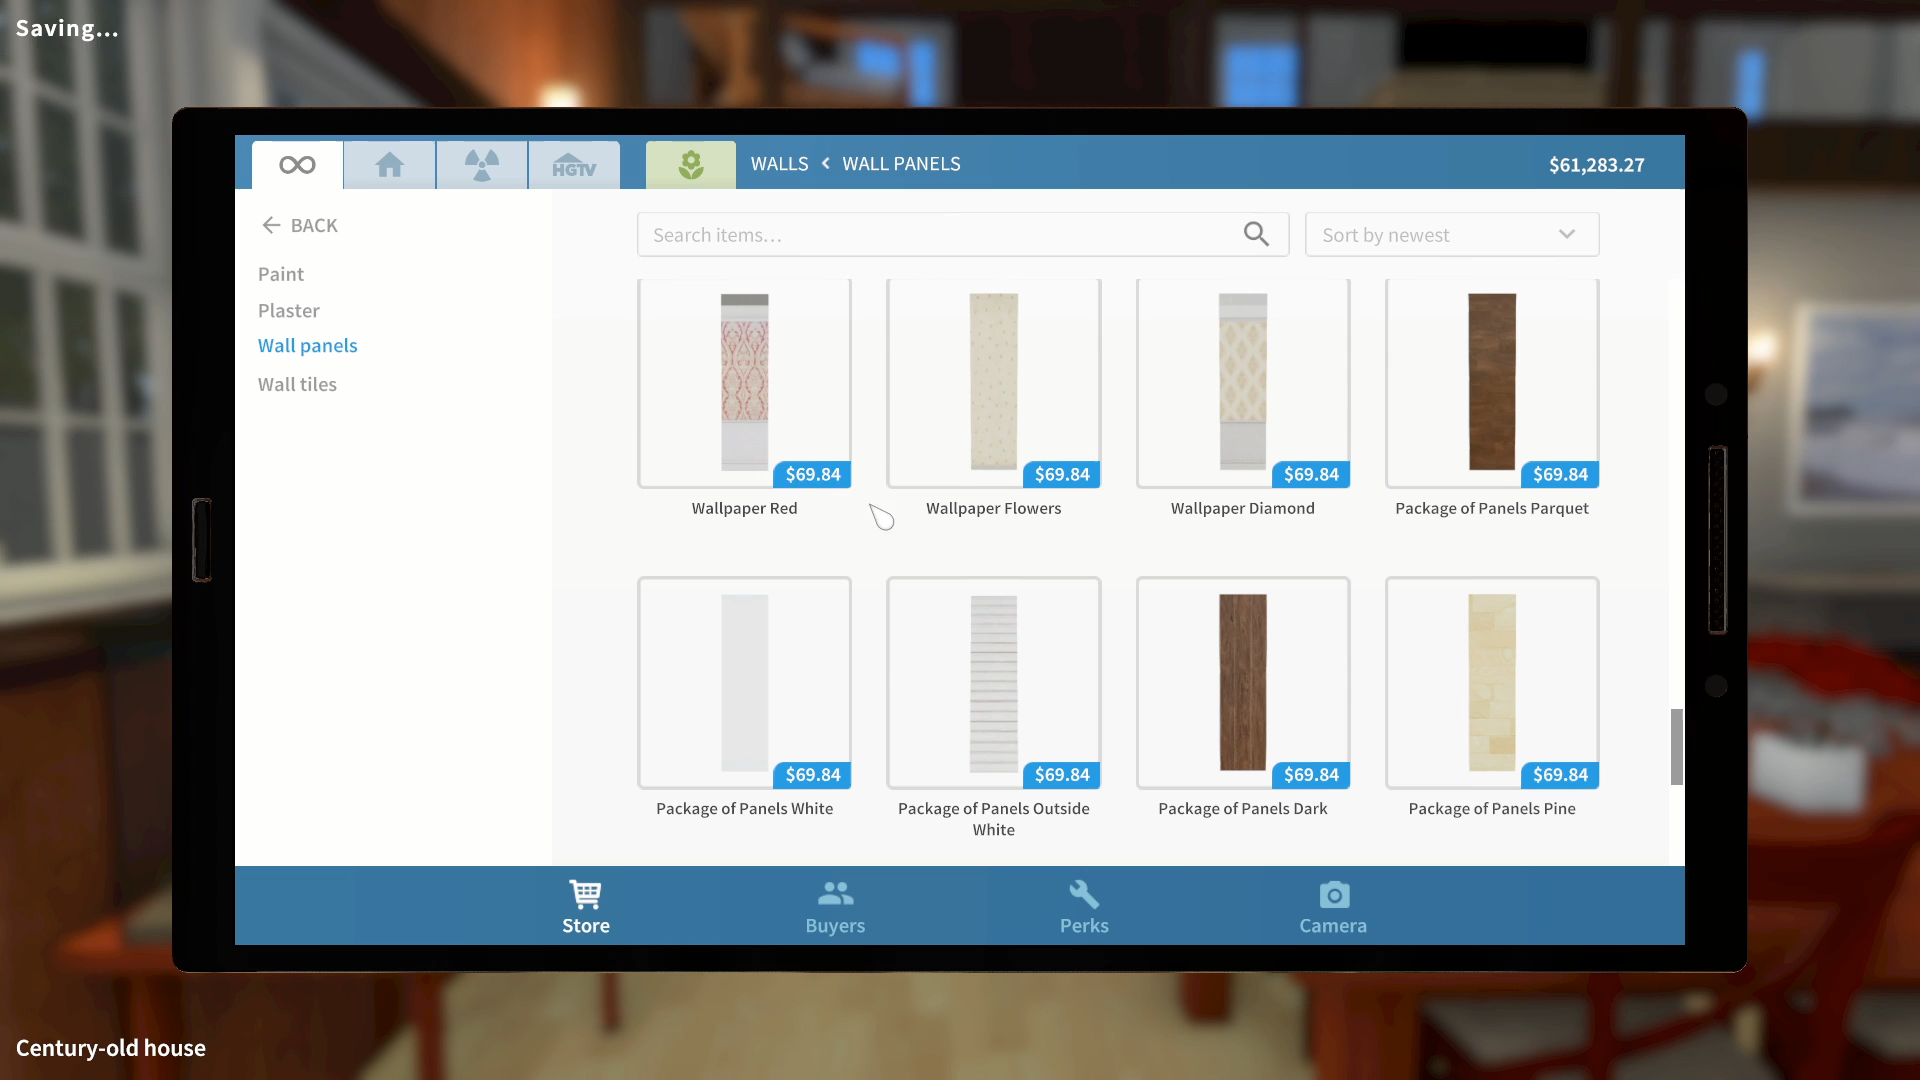 Saving...
HGTV
WALLS < WALL PANELS
$61,283.27
BACK
Search items...
Sort by newest
Paint
Plaster
Wall panels
Wall tiles
$69.84
$69.84
$69.84
$69.84
Wallpaper Red
Wallpaper Flowers
Wallpaper Diamond
Package of Panels Parquet
$69.84
$69.84
$69.84
$69.84
Package of Panels White
Package of Panels Outside
White
Package of Panels Dark
Package of Panels Pine
Store
Buyers
Perks
Camera
Century-old house